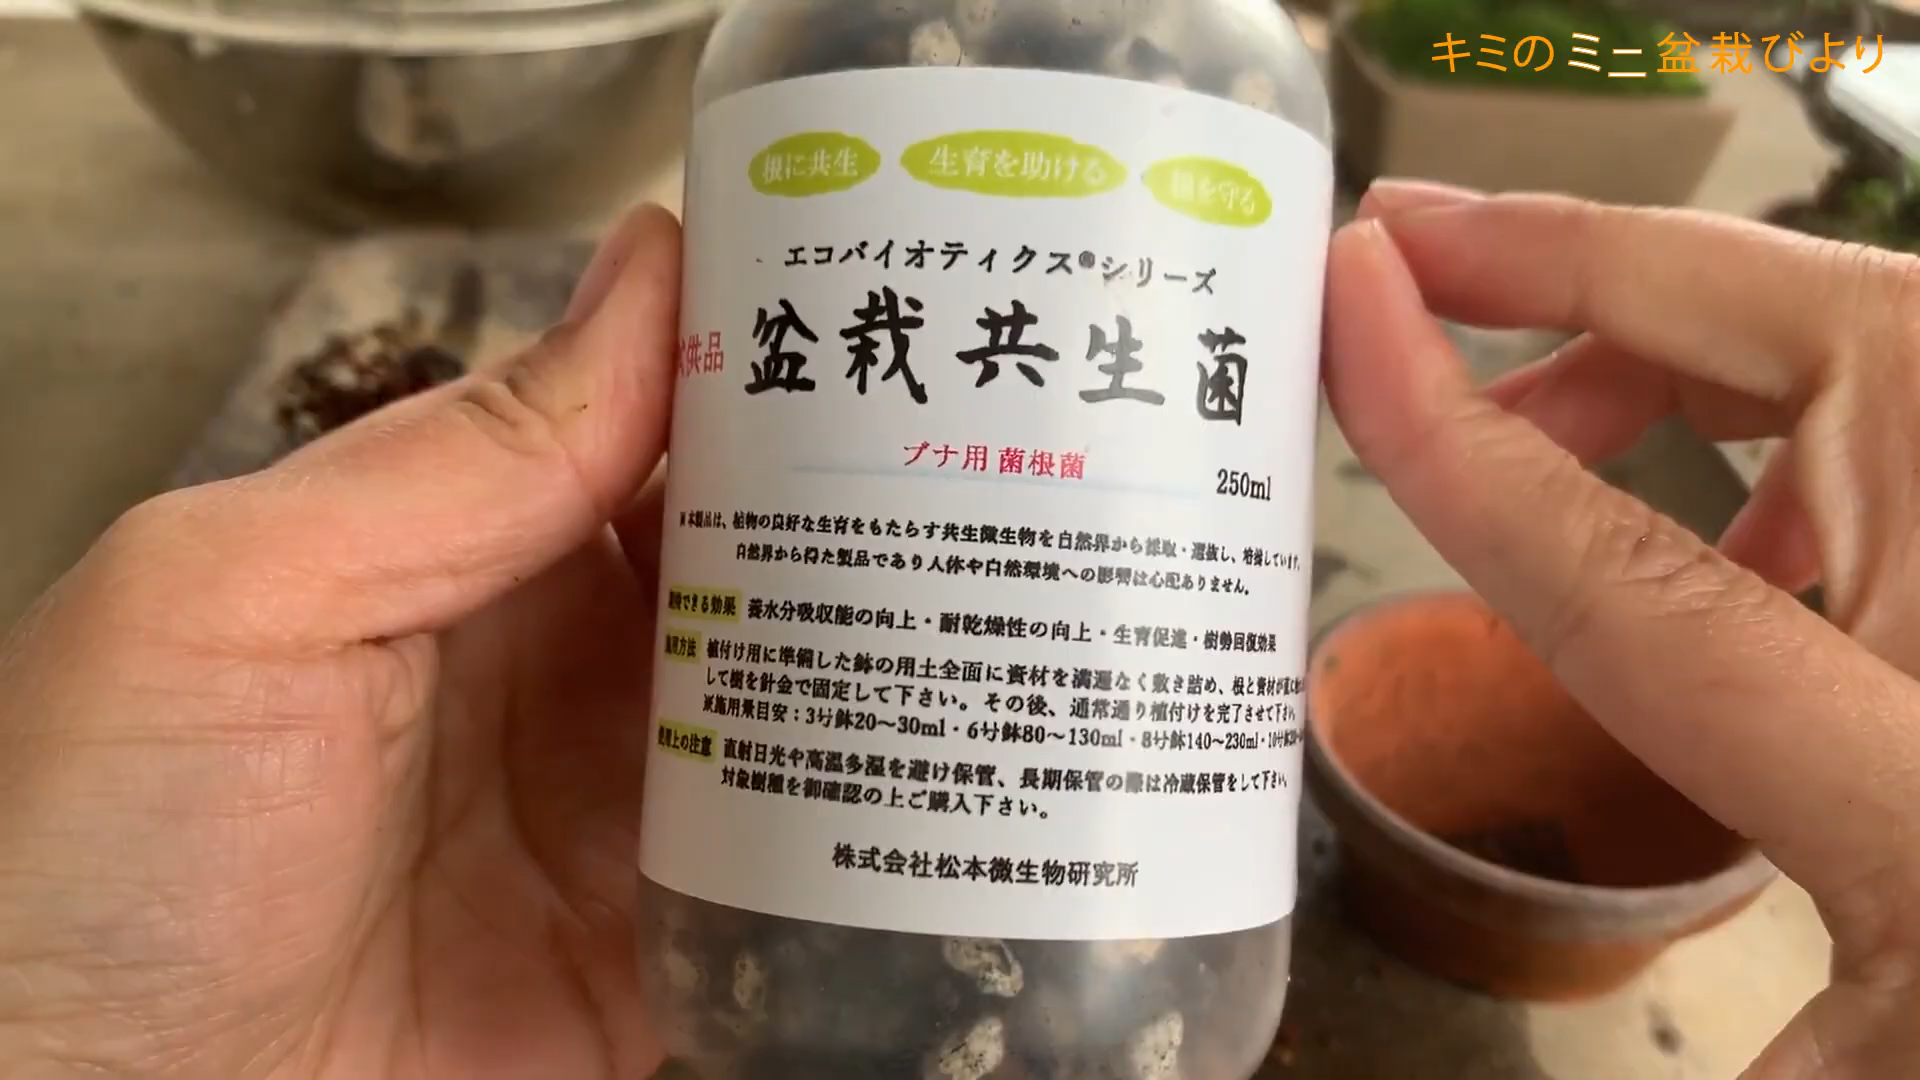 キミのミニ盆栽びより
根に共生
生育を助ける
根を守る
エコバイオティクス®シリーズ
盆栽共生菌
供品
ブナ用 菌根菌
250ml
※本製品は、植物の良好な生育をもたらす共生微生物を自然界から採取・選抜し、培養しています。
自然界から得た製品であり人体や自然環境への影響は心配ありません。
期待できる効果 養水分吸収能の向上・耐乾燥性の向上・生育促進・樹勢回復効果
施用方法 植付け用に準備した鉢の用土全面に資材を満遍なく敷き詰め、根と資材が
して樹を針金で固定して下さい。その後、通常通り植付けを完了させて下さい。
※施用量目安：3号鉢20～30ml・6号鉢80～130ml・8号鉢140～230ml・10号鉢
使用上の注意 直射日光や高温多湿を避け保管、長期保管の際は冷蔵保管をして下さい。
対象樹種を御確認の上ご購入下さい。
株式会社松本微生物研究所